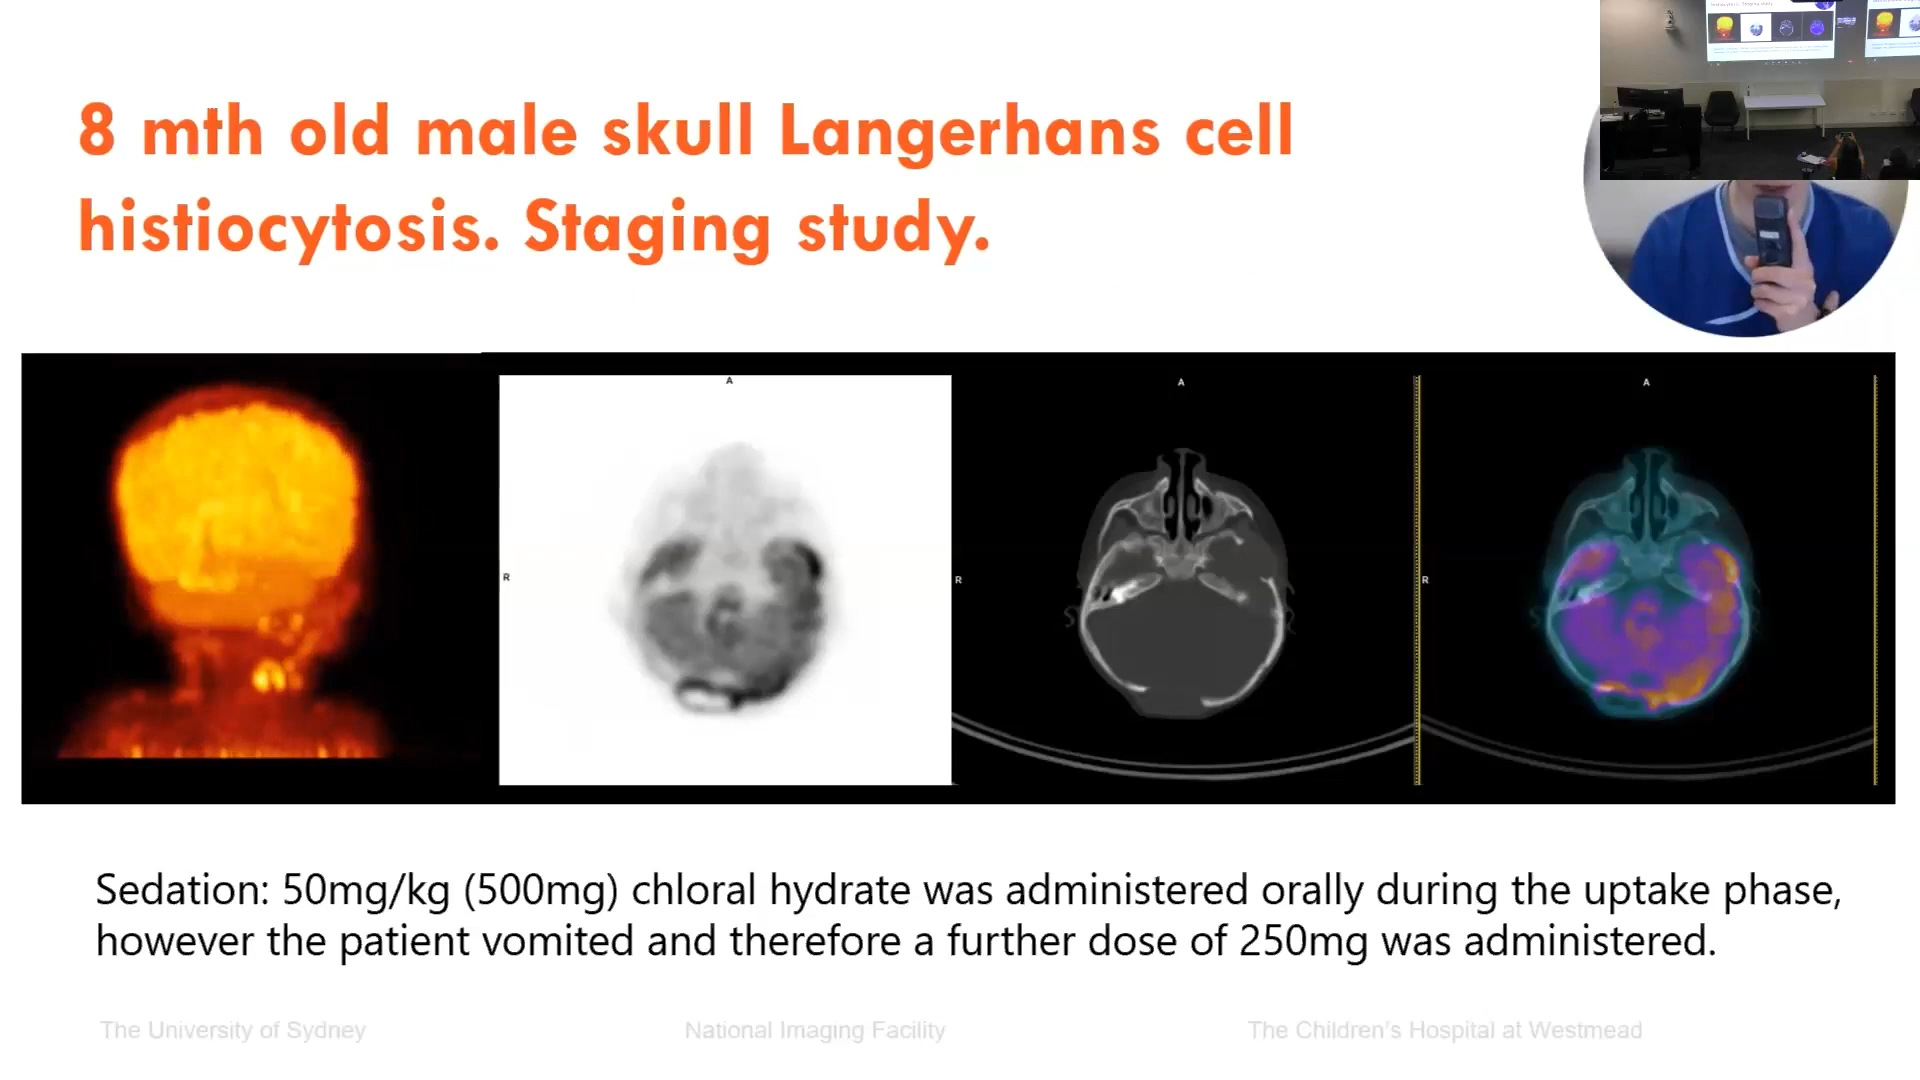 8 mth old male skull Langerhans cell
histiocytosis. Staging study.
A
A
A
R
R
R
Sedation: 50mg/kg (500mg) chloral hydrate was administered orally during the uptake phase,
however the patient vomited and therefore a further dose of 250mg was administered.
The University of Sydney
National Imaging Facility
The Children's Hospital at Westmead